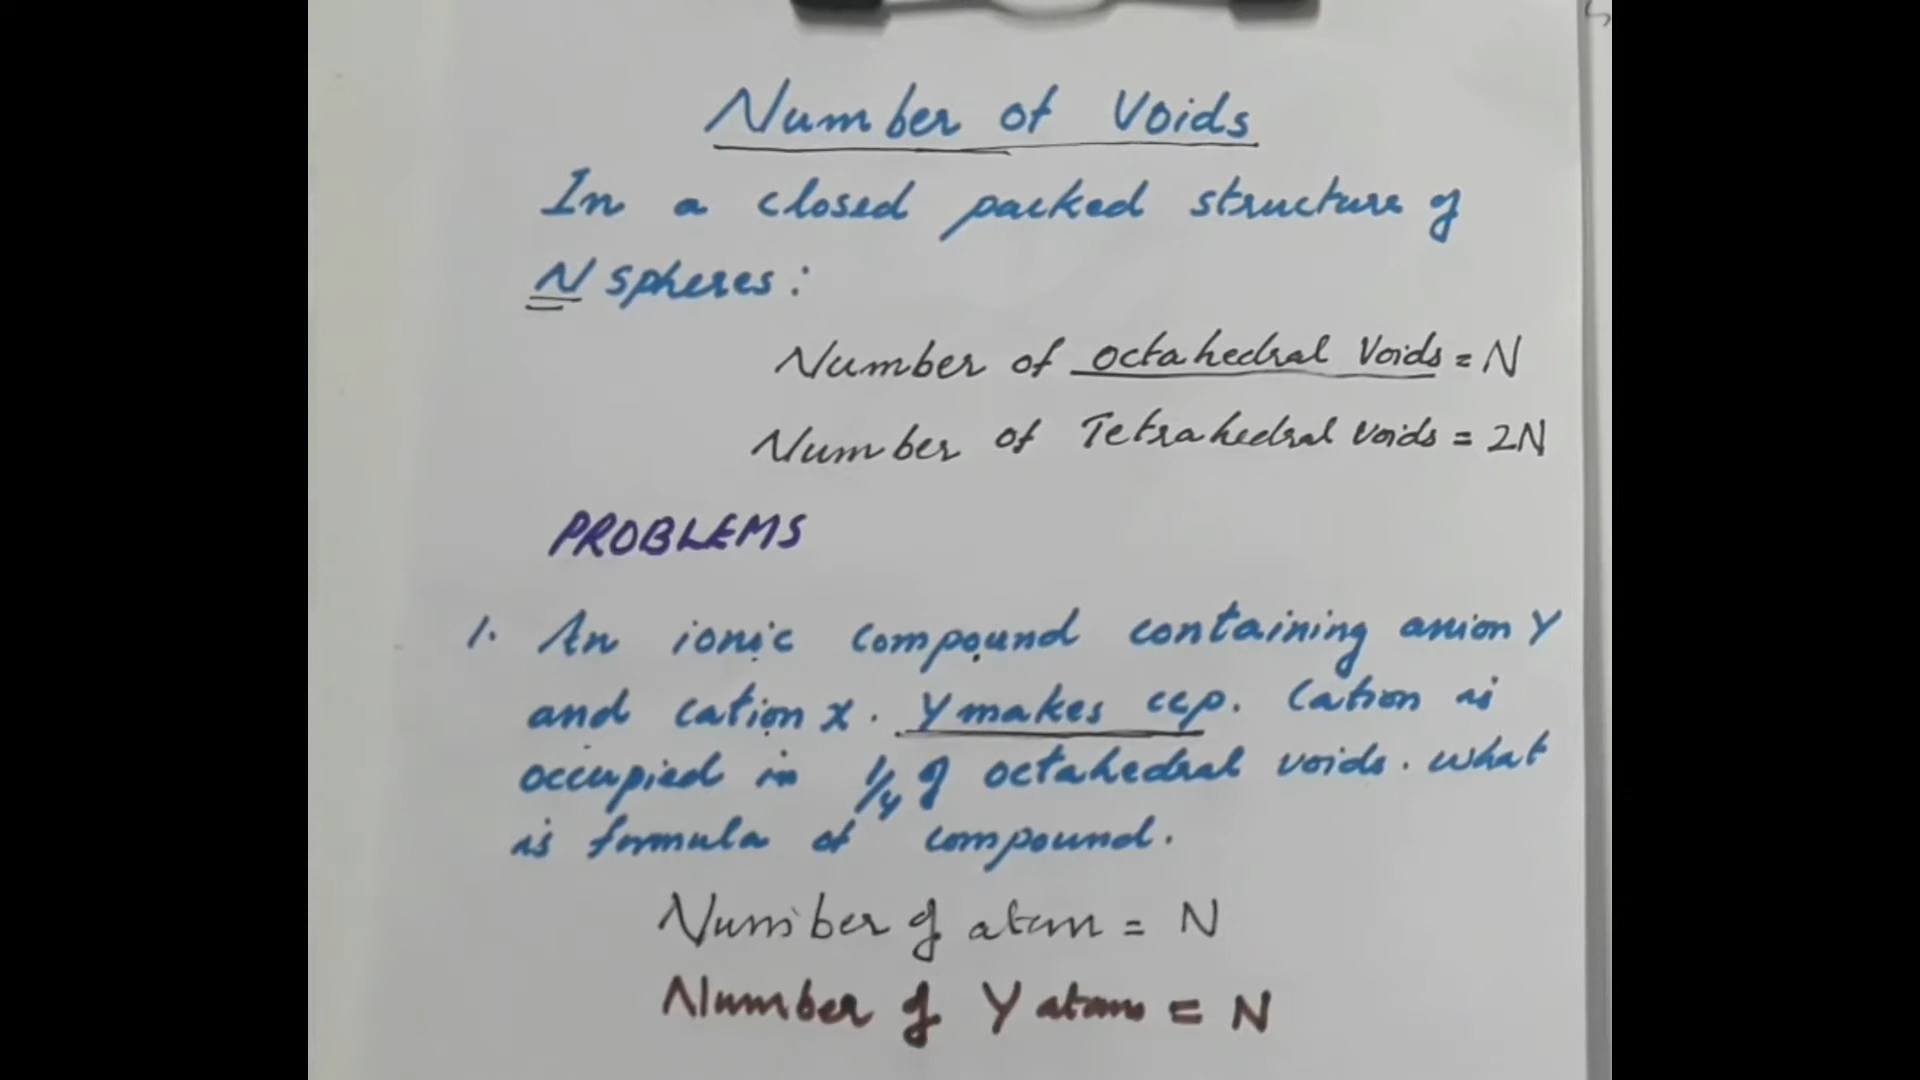 Number of Voids
In a closed packed structure of
N spheres:
Number of octahedral Voids = N
Number of Tetrahedral voids = 2N
PROBLEMS
1. An ionic compound containing anion Y
and cation X. Y makes ccp. Cation is
occupied in 1/4 of octahedral voids. what
is formula of compound.
Number of atom = N
Number of Y atoms = N